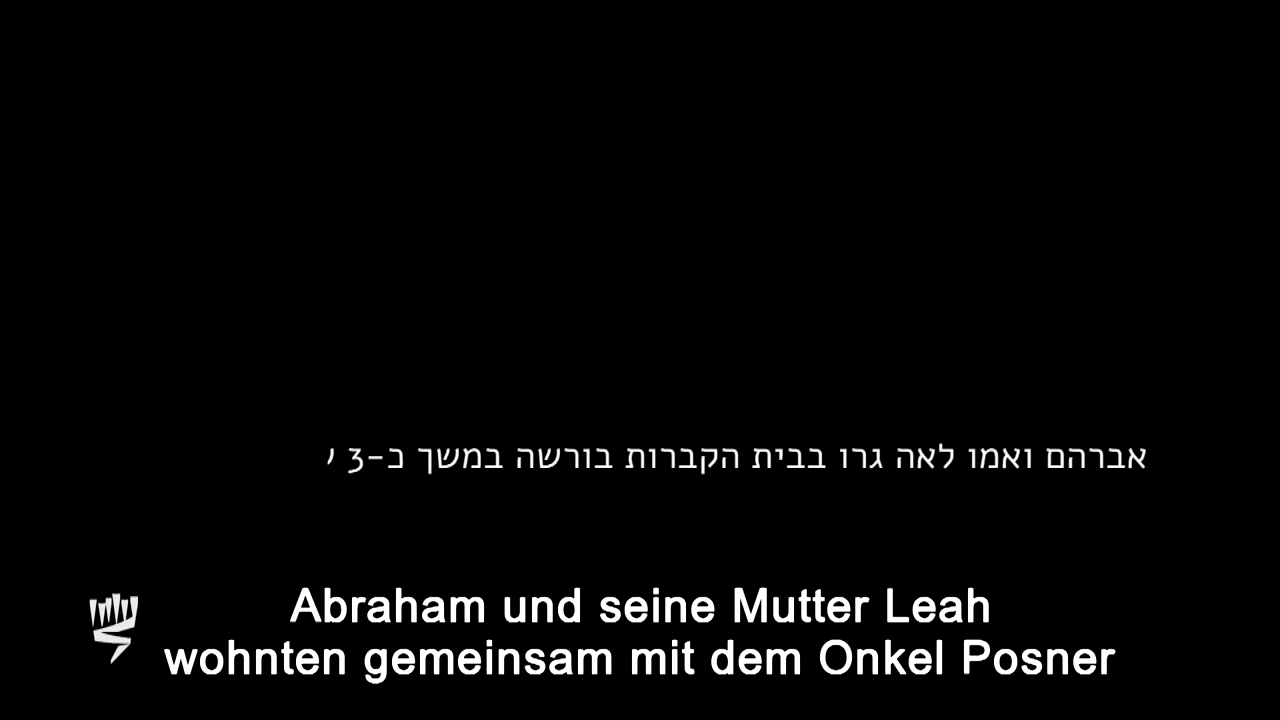 אברהם ואמו לאה גרו בבית הקברות בורשה במשך כ-3
Abraham und seine Mutter Leah
wohnten gemeinsam mit dem Onkel Posner